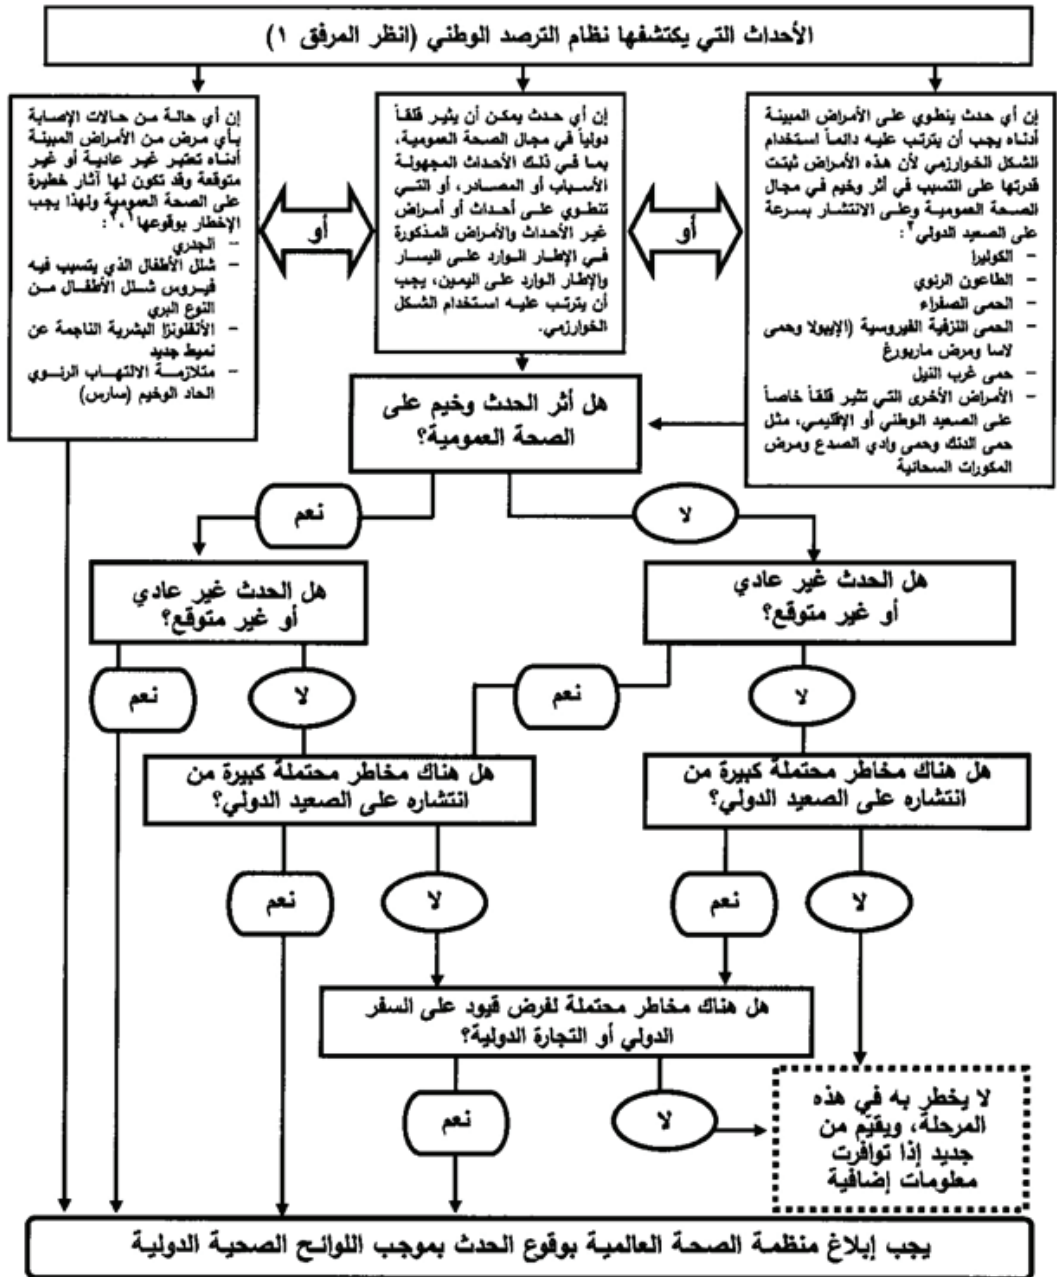 الأحداث التي يكتشفها نظام الترصد الوطني (انظر المرفق ١)
إن أي حدث ينطوي على الأمراض المبينة
أدناه يجب أن يترتب عليه دائماً استخدام
الشكل الخوارزمي لأن هذه الأمراض ثبتت
قدرتها على التسبب في أثر وخيم في مجال
الصحة العمومية وعلى الانتشار بسرعة
على الصعيد الدولي٢:
– الكوليرا
– الطاعون الرئوي
– الحمى الصفراء
– الحمى النزفية الفيروسية (الإيبولا وحمى
لاسا ومرض ماربورغ
– حمى غرب النيل
– الأمراض الأخرى التي تثير قلقاً خاصاً
على الصعيد الوطني أو الإقليمي، مثل
حمى الدنك وحمى وادي الصدع ومرض
المكورات السحائية
أو
إن أي حدث يمكن أن يثير قلقاً
دولياً في مجال الصحة العمومية،
بما في ذلك الأحداث المجهولة
الأسباب أو المصادر، أو التي
تنطوي على أحداث أو أمراض
غير الأحداث والأمراض المذكورة
في الإطار الوارد على اليسار
والإطار الوارد على اليمين، يجب
أن يترتب عليه استخدام الشكل
الخوارزمي.
أو
إن أي حالة من حالات الإصابة
بأي مرض من الأمراض المبينة
أدناه تعتبر غير عادية أو غير
متوقعة وقد تكون لها آثار خطيرة
على الصحة العمومية ولهذا يجب
الإخطار بوقوعها١، ٢:
– الجدري
– شلل الأطفال الذي يتسبب فيه
فيروس شلل الأطفال من
النوع البري
– الأنفلونزا البشرية الناجمة عن
نميط جديد
– متلازمة الالتهاب الرئوي
الحاد الوخيم (سارس)
هل أثر الحدث وخيم على
الصحة العمومية؟
لا
نعم
هل الحدث غير عادي
أو غير متوقع؟
هل الحدث غير عادي
أو غير متوقع؟
لا
نعم
لا
نعم
هل هناك مخاطر محتملة كبيرة من
انتشاره على الصعيد الدولي؟
هل هناك مخاطر محتملة كبيرة من
انتشاره على الصعيد الدولي؟
لا
نعم
لا
نعم
هل هناك مخاطر محتملة لفرض قيود على السفر
الدولي أو التجارة الدولية؟
لا
نعم
لا يخطر به في هذه
المرحلة، ويقيّم من
جديد إذا توافرت
معلومات إضافية
يجب إبلاغ منظمة الصحة العالمية بوقوع الحدث بموجب اللوائح الصحية الدولية